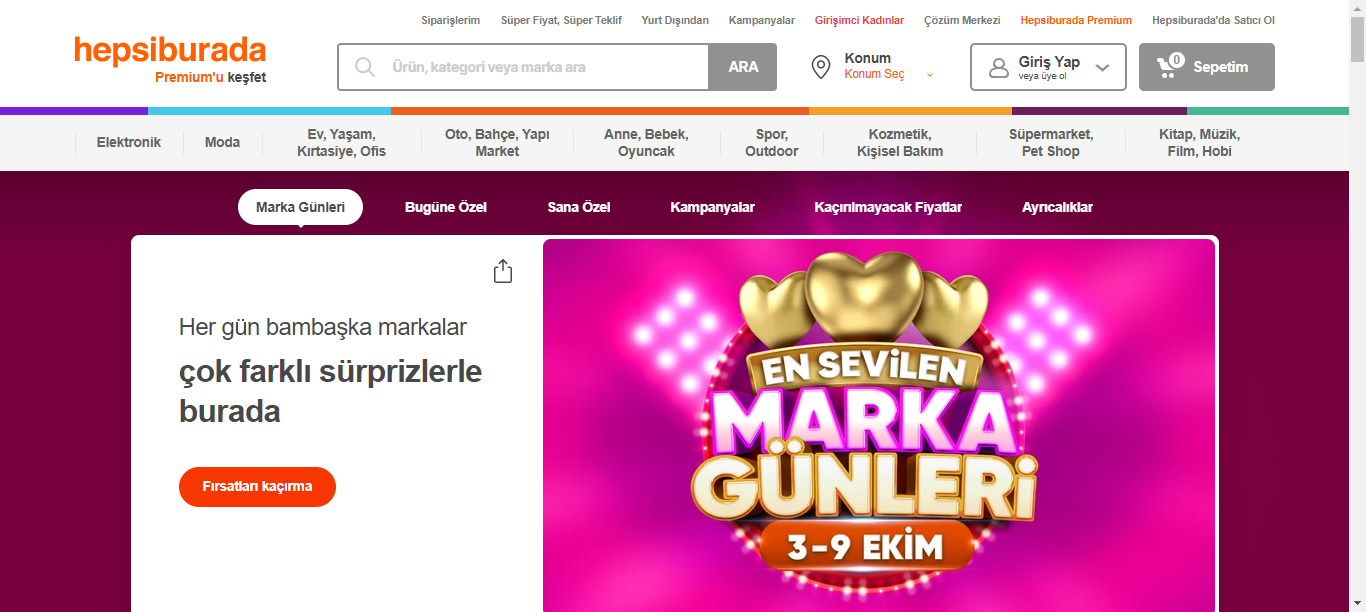 Siparişlerim Süper Fiyat, Süper Teklif Yurt Dışından Kampanyalar Girişimci Kadınlar Çözüm Merkezi Hepsiburada Premium Hepsiburada'da Satıcı Ol
hepsiburada
Premium'u keşfet
Ürün, kategori veya marka ara
ARA
Konum
Konum Seç
Giriş Yap
veya üye ol
0
Sepetim
Elektronik
Moda
Ev, Yaşam,
Kırtasiye, Ofis
Oto, Bahçe, Yapı
Market
Anne, Bebek,
Oyuncak
Spor,
Outdoor
Kozmetik,
Kişisel Bakım
Süpermarket,
Pet Shop
Kitap, Müzik,
Film, Hobi
Marka Günleri Bugüne Özel Sana Özel Kampanyalar Kaçırılmayacak Fiyatlar Ayrıcalıklar
Her gün bambaşka markalar
çok farklı sürprizlerle
burada
Fırsatları kaçırma
EN SEVİLEN
MARKA
GÜNLERİ
3-9 EKİM